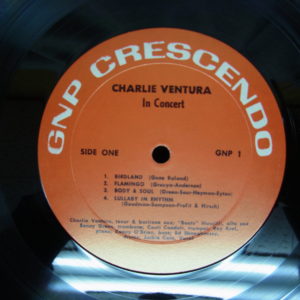 GNP CRESCENDO
CHARLIE VENTURA
In Concert
SIDE ONE
GNP 1
1. BIRDLAND (Gene Roland)
2. FLAMINGO (Grouya-Anderson)
3. BODY & SOUL (Green-Sour-Heyman-Eyton)
4. LULLABY IN RHYTHM
(Goodman-Sampson-Profit & Hirsch)
Charlie Ventura, tenor & baritone sax; "Boots" Mussulli, alto and
Benny Green, trombone; Conte Candoli, trumpet; Roy Kral,
piano; Kenny O'Brien, bass; Ed Shaughnessy,
drums; Jackie Cain, vocal